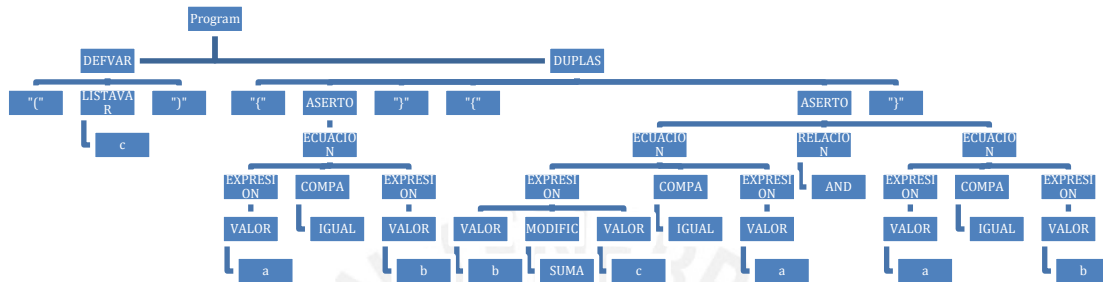 Program
DEFVAR DUPLAS
"(" LISTAVA
R ")" "{" ASERTO "}" "{" ASERTO "}"
c ECUACIO
N ECUACIO
N RELACION ECUACIO
N
EXPRESI
ON COMPA EXPRESI
ON EXPRESI
ON COMPA EXPRESI
ON AND EXPRESI
ON COMPA EXPRESI
ON
VALOR IGUAL VALOR VALOR MODIFIC VALOR IGUAL VALOR VALOR IGUAL VALOR
a b b SUMA c a a b